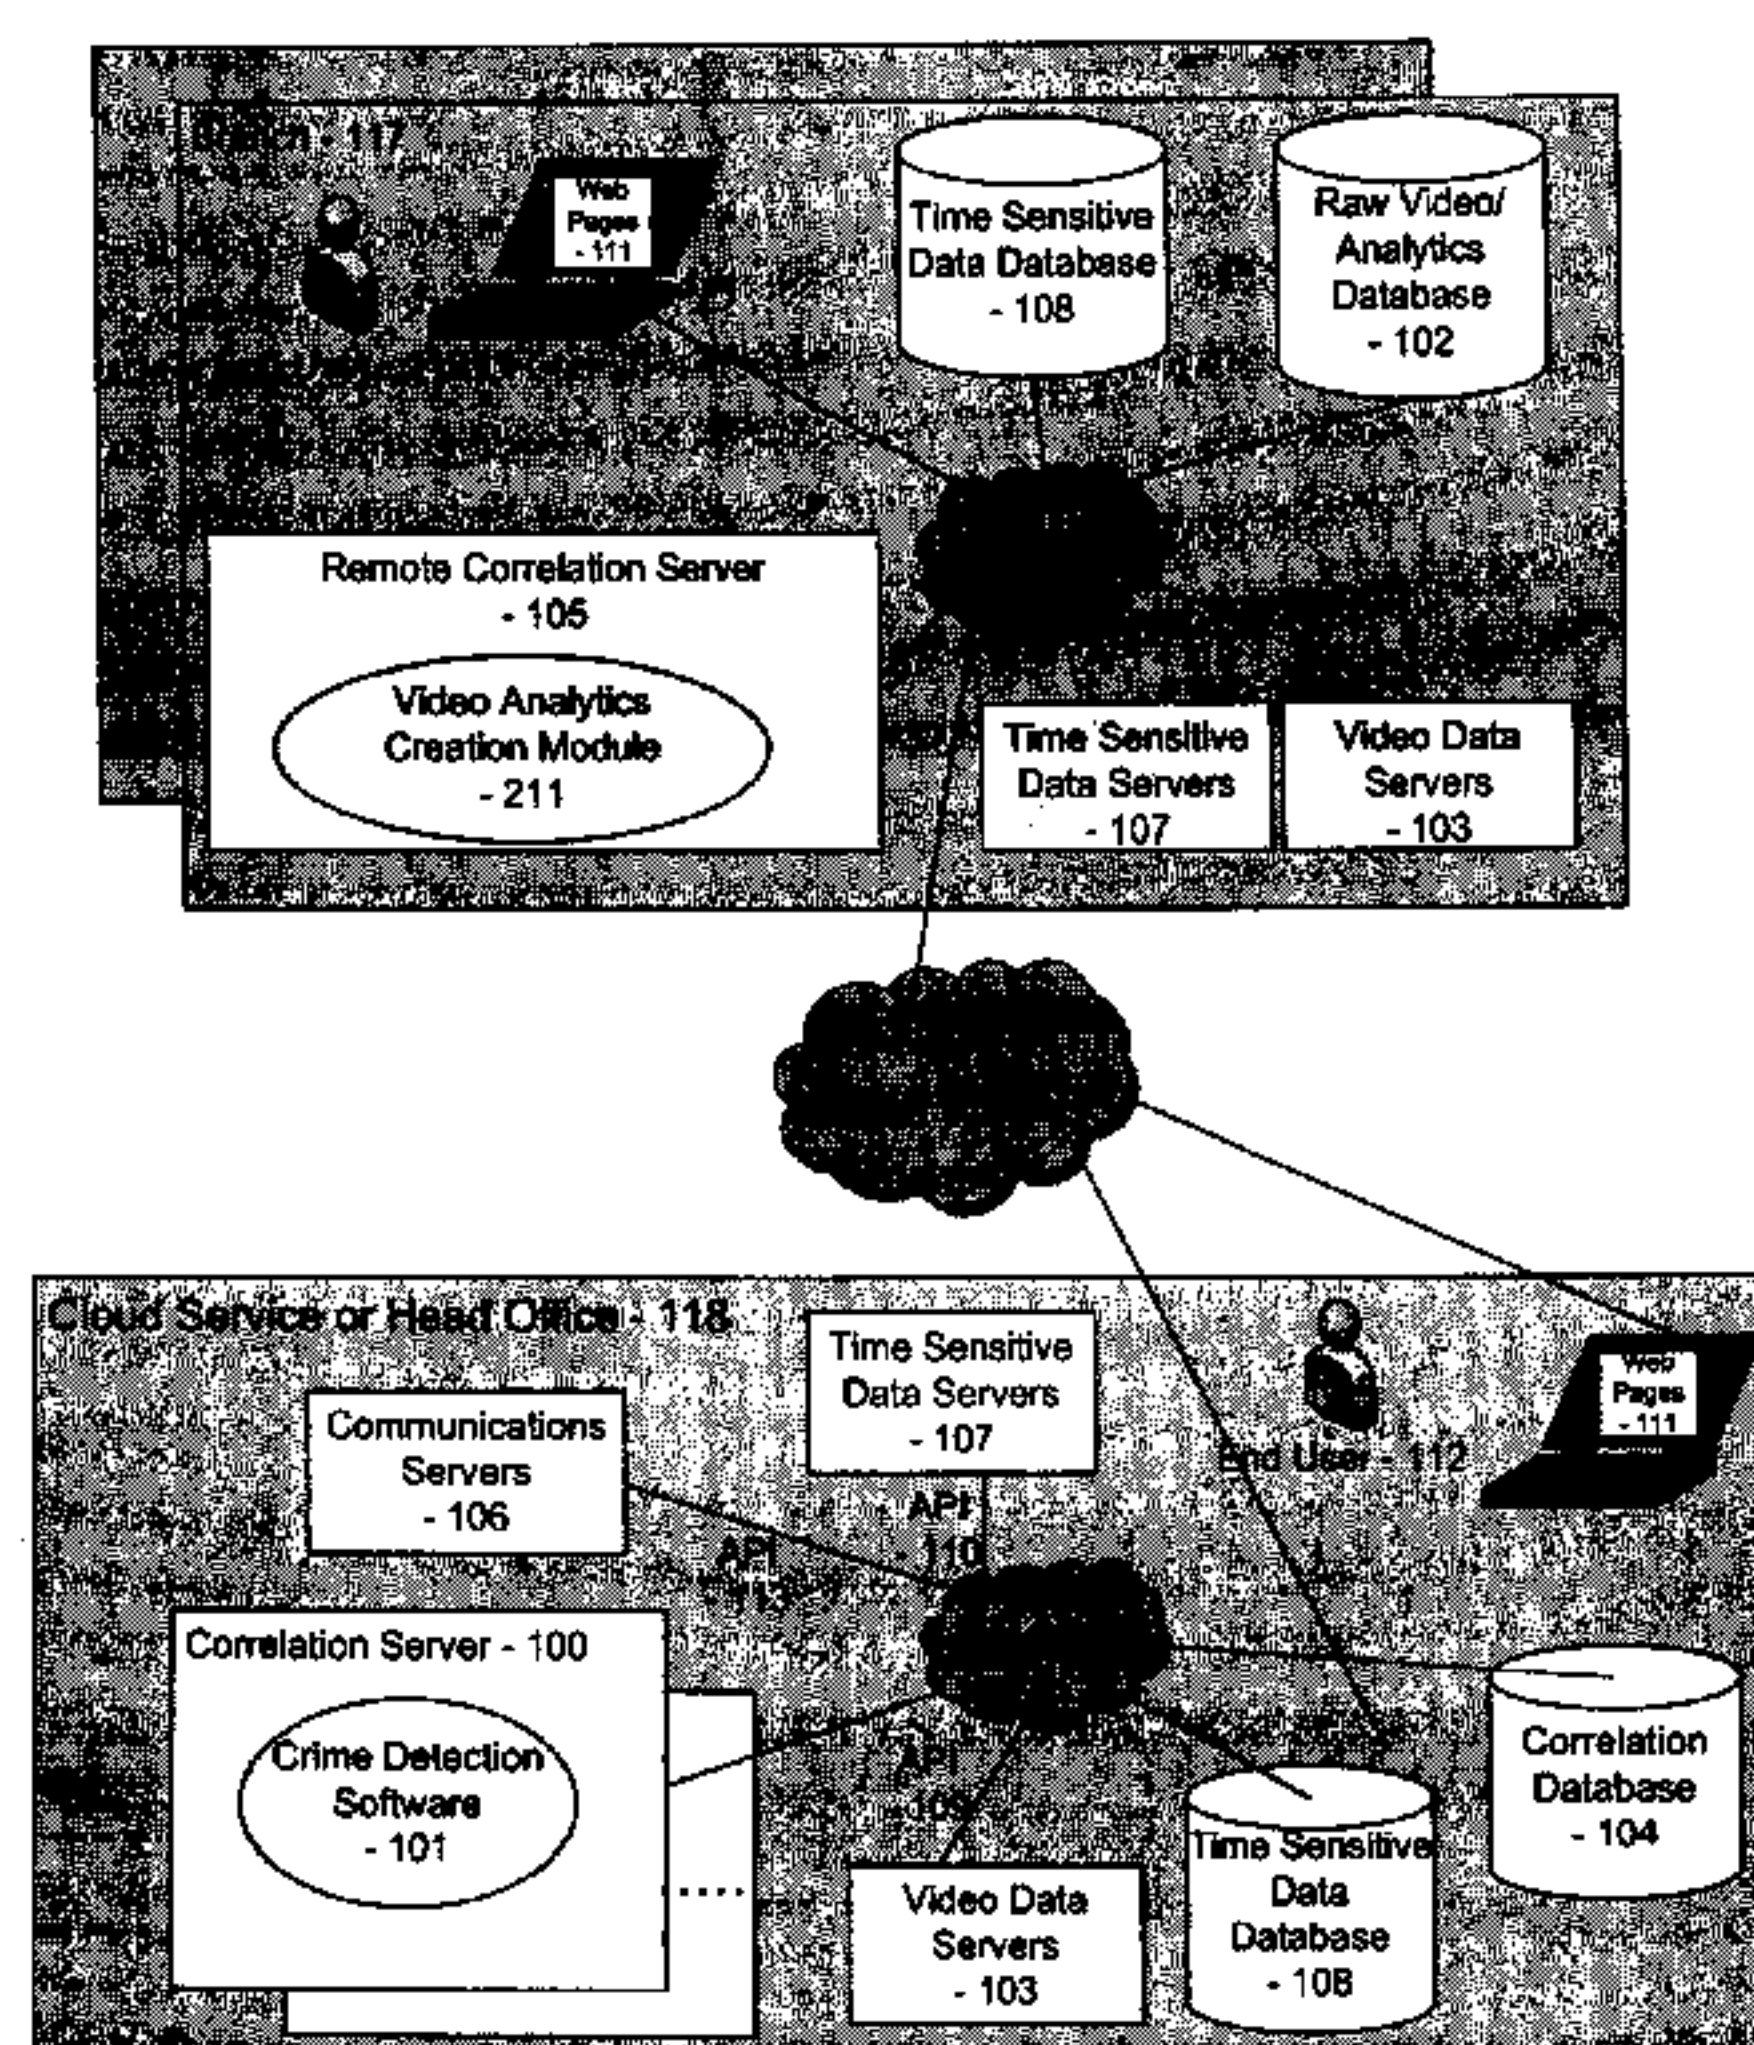 - 117
Web
Pages
- 111
Time Sensitive
Data Database
- 108
Raw Video/
Analytics
Database
- 102
Remote Correlation Server
- 105
Video Analytics
Creation Module
- 211
Time Sensitive
Data Servers
- 107
Video Data
Servers
- 103
Cloud Service or Head Office - 118
Time Sensitive
Data Servers
- 107
Web
Pages
- 111
Communications
Servers
- 106
End User - 112
API
- 110
API
- 113
Correlation Server - 100
Crime Detection
Software
- 101
API
Correlation
Database
- 104
Time Sensitive
Data
Database
- 108
Video Data
Servers
- 103
.....